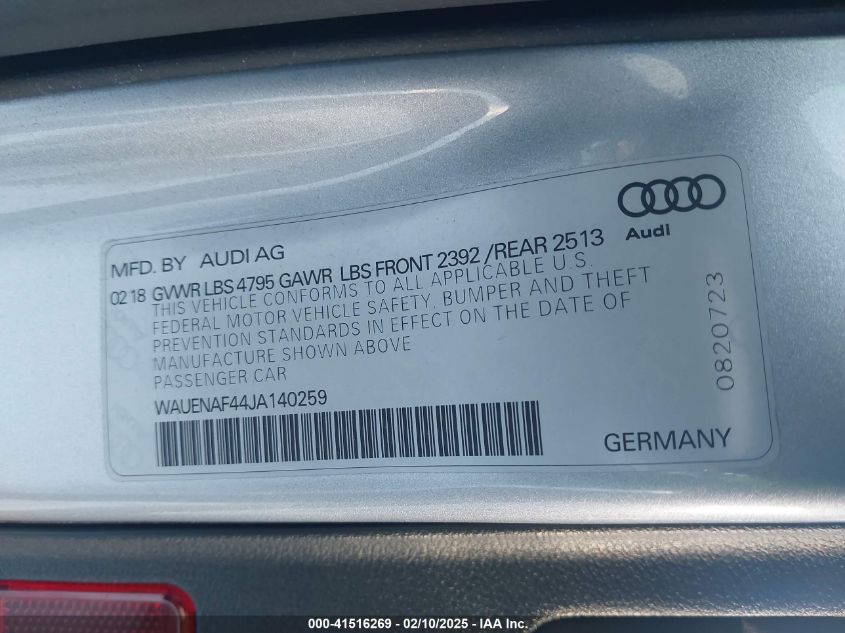 Audi
MFD. BY AUDI AG
02 18 GVWR LBS 4795 GAWR LBS FRONT 2392 /REAR 2513
THIS VEHICLE CONFORMS TO ALL APPLICABLE U.S.
FEDERAL MOTOR VEHICLE SAFETY, BUMPER AND THEFT
PREVENTION STANDARDS IN EFFECT ON THE DATE OF
MANUFACTURE SHOWN ABOVE
PASSENGER CAR
WAUENAF44JA140259
GERMANY
0820723
000-41516269 - 02/10/2025 - IAA Inc.